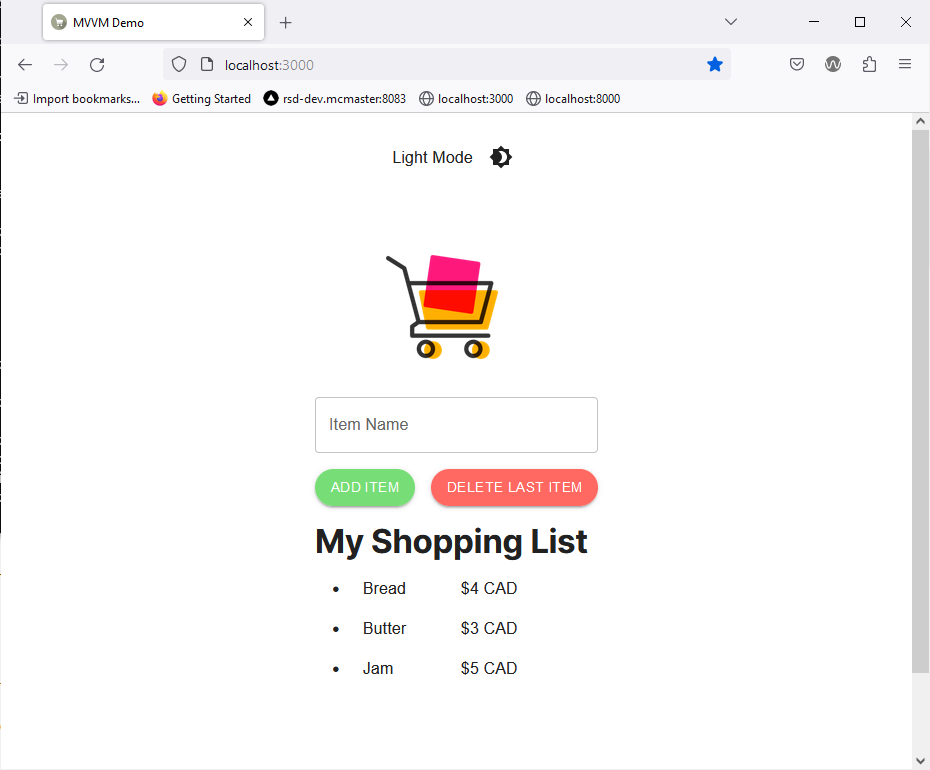 MVVM Demo
localhost:3000
Import bookmarks...
Getting Started
rsd-dev.mcmaster:8083
localhost:3000
localhost:8000
Light Mode
Item Name
ADD ITEM
DELETE LAST ITEM
My Shopping List
• Bread $4 CAD
• Butter $3 CAD
• Jam $5 CAD